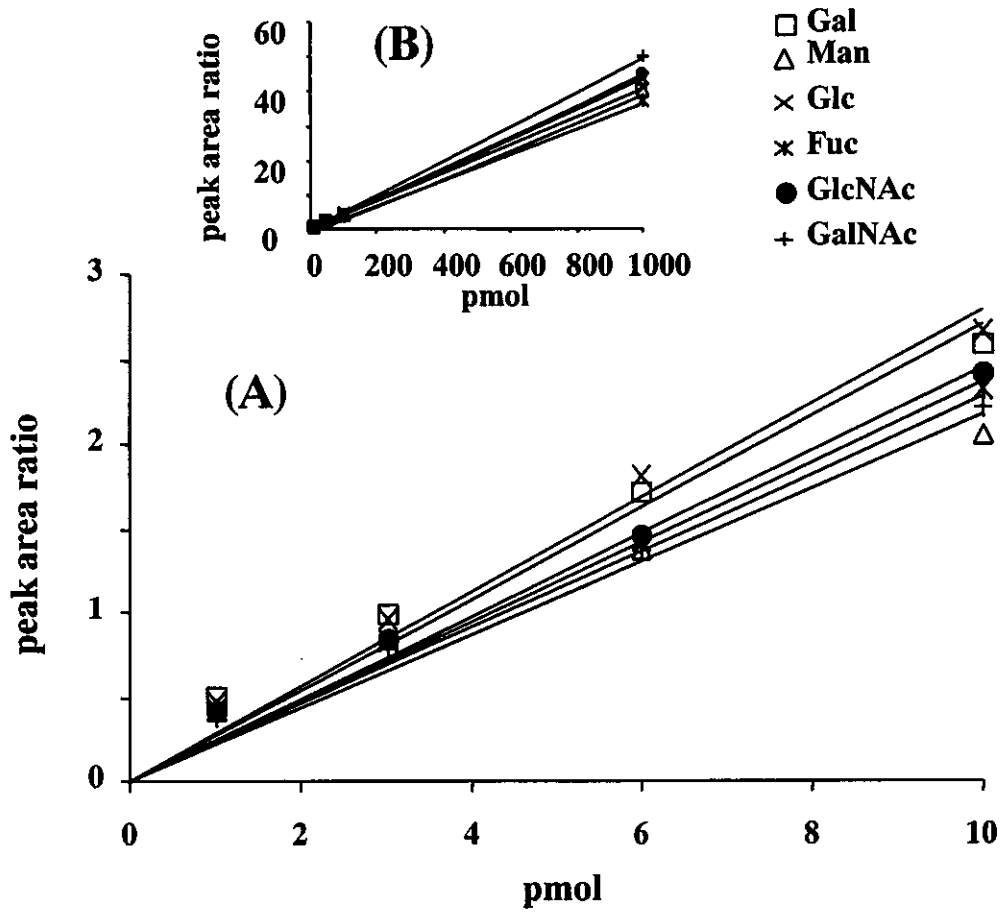 60
(B)
40
20
0
peak area ratio
0 200 400 600 800 1000
pmol
Gal
Man
Glc
Fuc
GlcNAc
GalNAc
3
(A)
2
1
0
peak area ratio
0 2 4 6 8 10
pmol